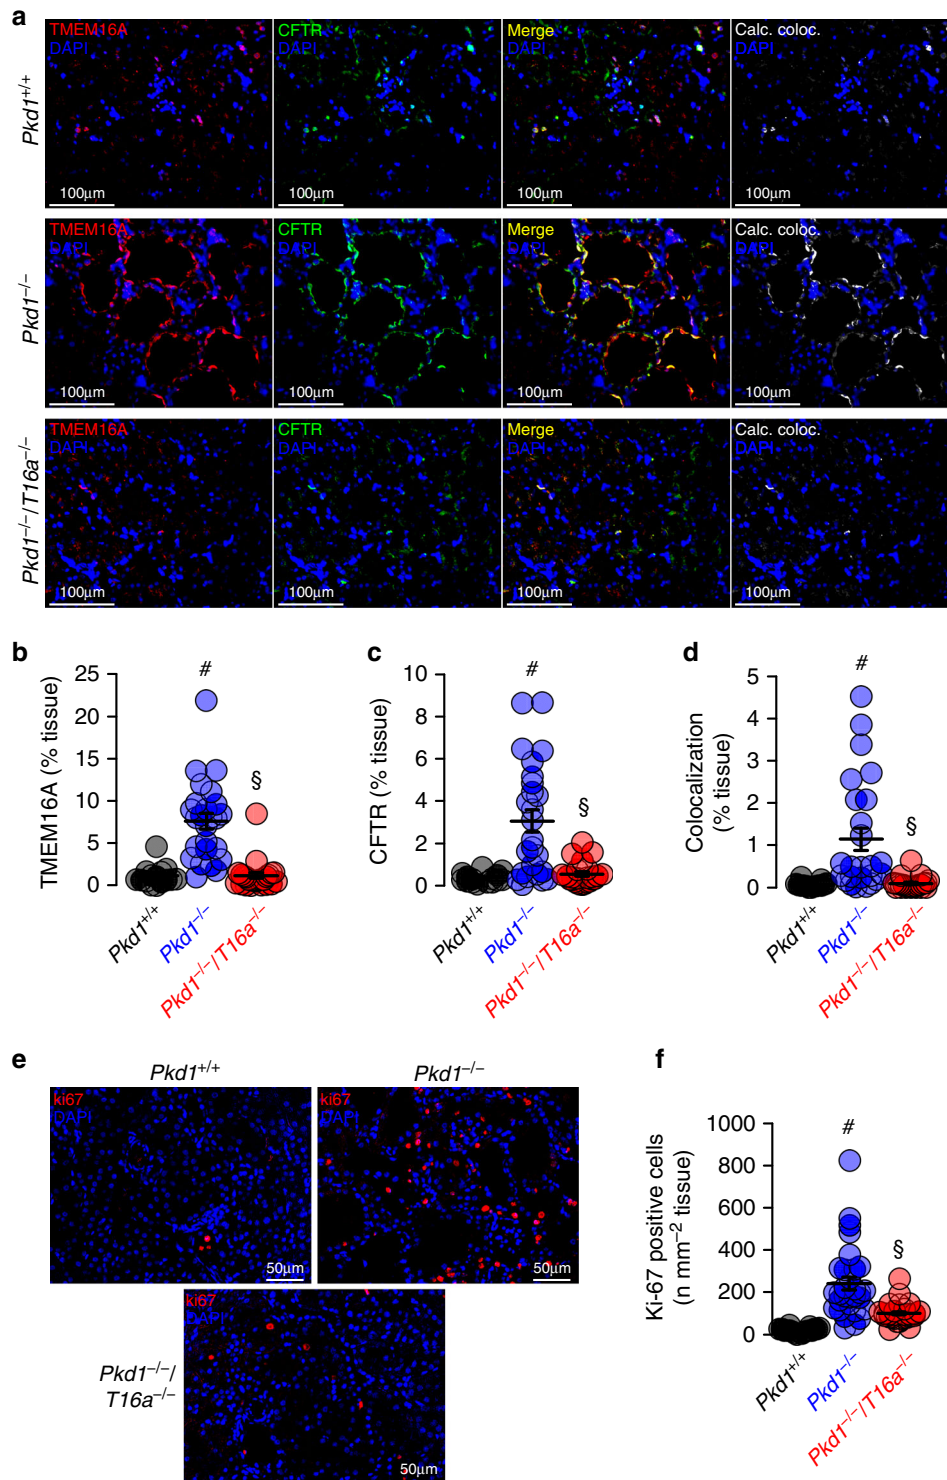 a
Pkd1+/+
TMEM16A
DAPI
100µm
CFTR
DAPI
100µm
Merge
DAPI
100µm
Calc. coloc.
DAPI
100µm
Pkd1−/−
TMEM16A
DAPI
100µm
CFTR
DAPI
100µm
Merge
DAPI
100µm
Calc. coloc.
DAPI
100µm
Pkd1−/−/T16a−/−
TMEM16A
DAPI
100µm
CFTR
DAPI
100µm
Merge
DAPI
100µm
Calc. coloc.
DAPI
100µm
b
TMEM16A (% tissue)
25
20
15
10
5
0
#
§
Pkd1+/+
Pkd1−/−
Pkd1−/−/T16a−/−
c
CFTR (% tissue)
10
8
6
4
2
0
#
§
Pkd1+/+
Pkd1−/−
Pkd1−/−/T16a−/−
d
Colocalization
(% tissue)
5
4
3
2
1
0
#
§
Pkd1+/+
Pkd1−/−
Pkd1−/−/T16a−/−
e
Pkd1+/+
ki67
DAPI
50µm
Pkd1−/−
ki67
DAPI
50µm
Pkd1−/−/
T16a−/−
ki67
DAPI
50µm
f
Ki-67 positive cells
(n mm−2 tissue)
1000
800
600
400
200
0
#
§
Pkd1+/+
Pkd1−/−
Pkd1−/−/T16a−/−